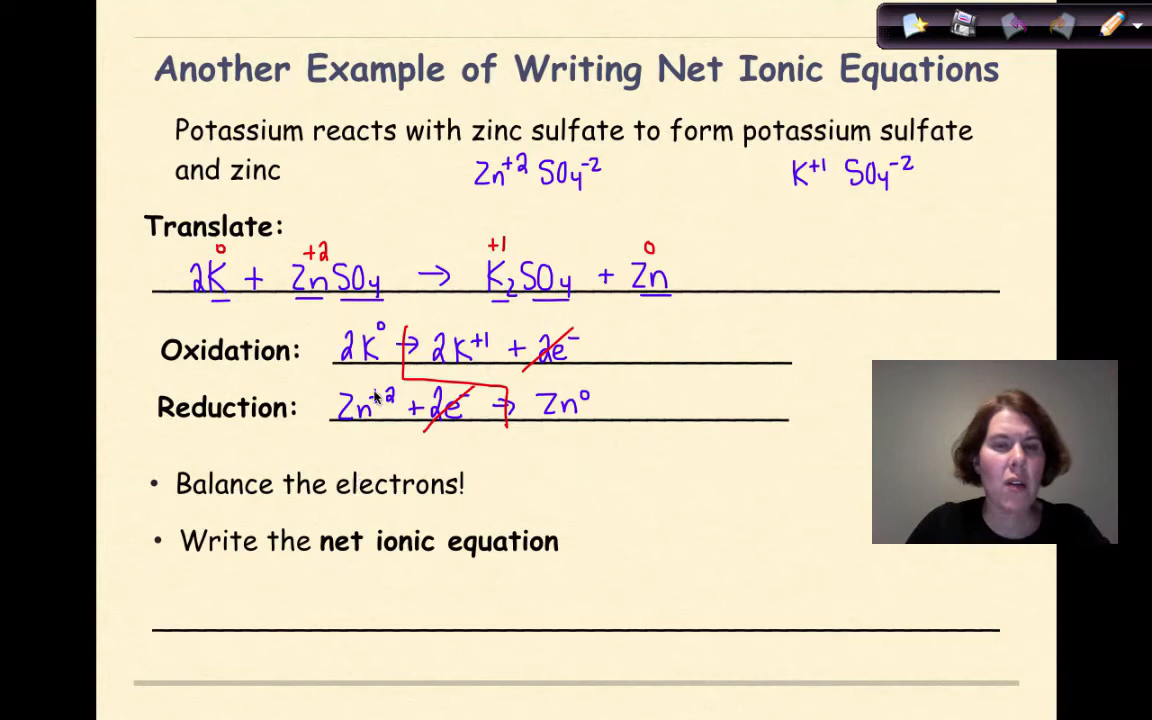 Another Example of Writing Net Ionic Equations
Potassium reacts with zinc sulfate to form potassium sulfate
and zinc
Zn⁺² SO₄⁻² K⁺¹ SO₄⁻²
Translate:
0 +2 +1 0
2K + ZnSO₄ → K₂SO₄ + Zn
Oxidation: 2K⁰ → 2K⁺¹ + 2e⁻
Reduction: Zn⁺² + 2e⁻ → Zn⁰
• Balance the electrons!
• Write the net ionic equation